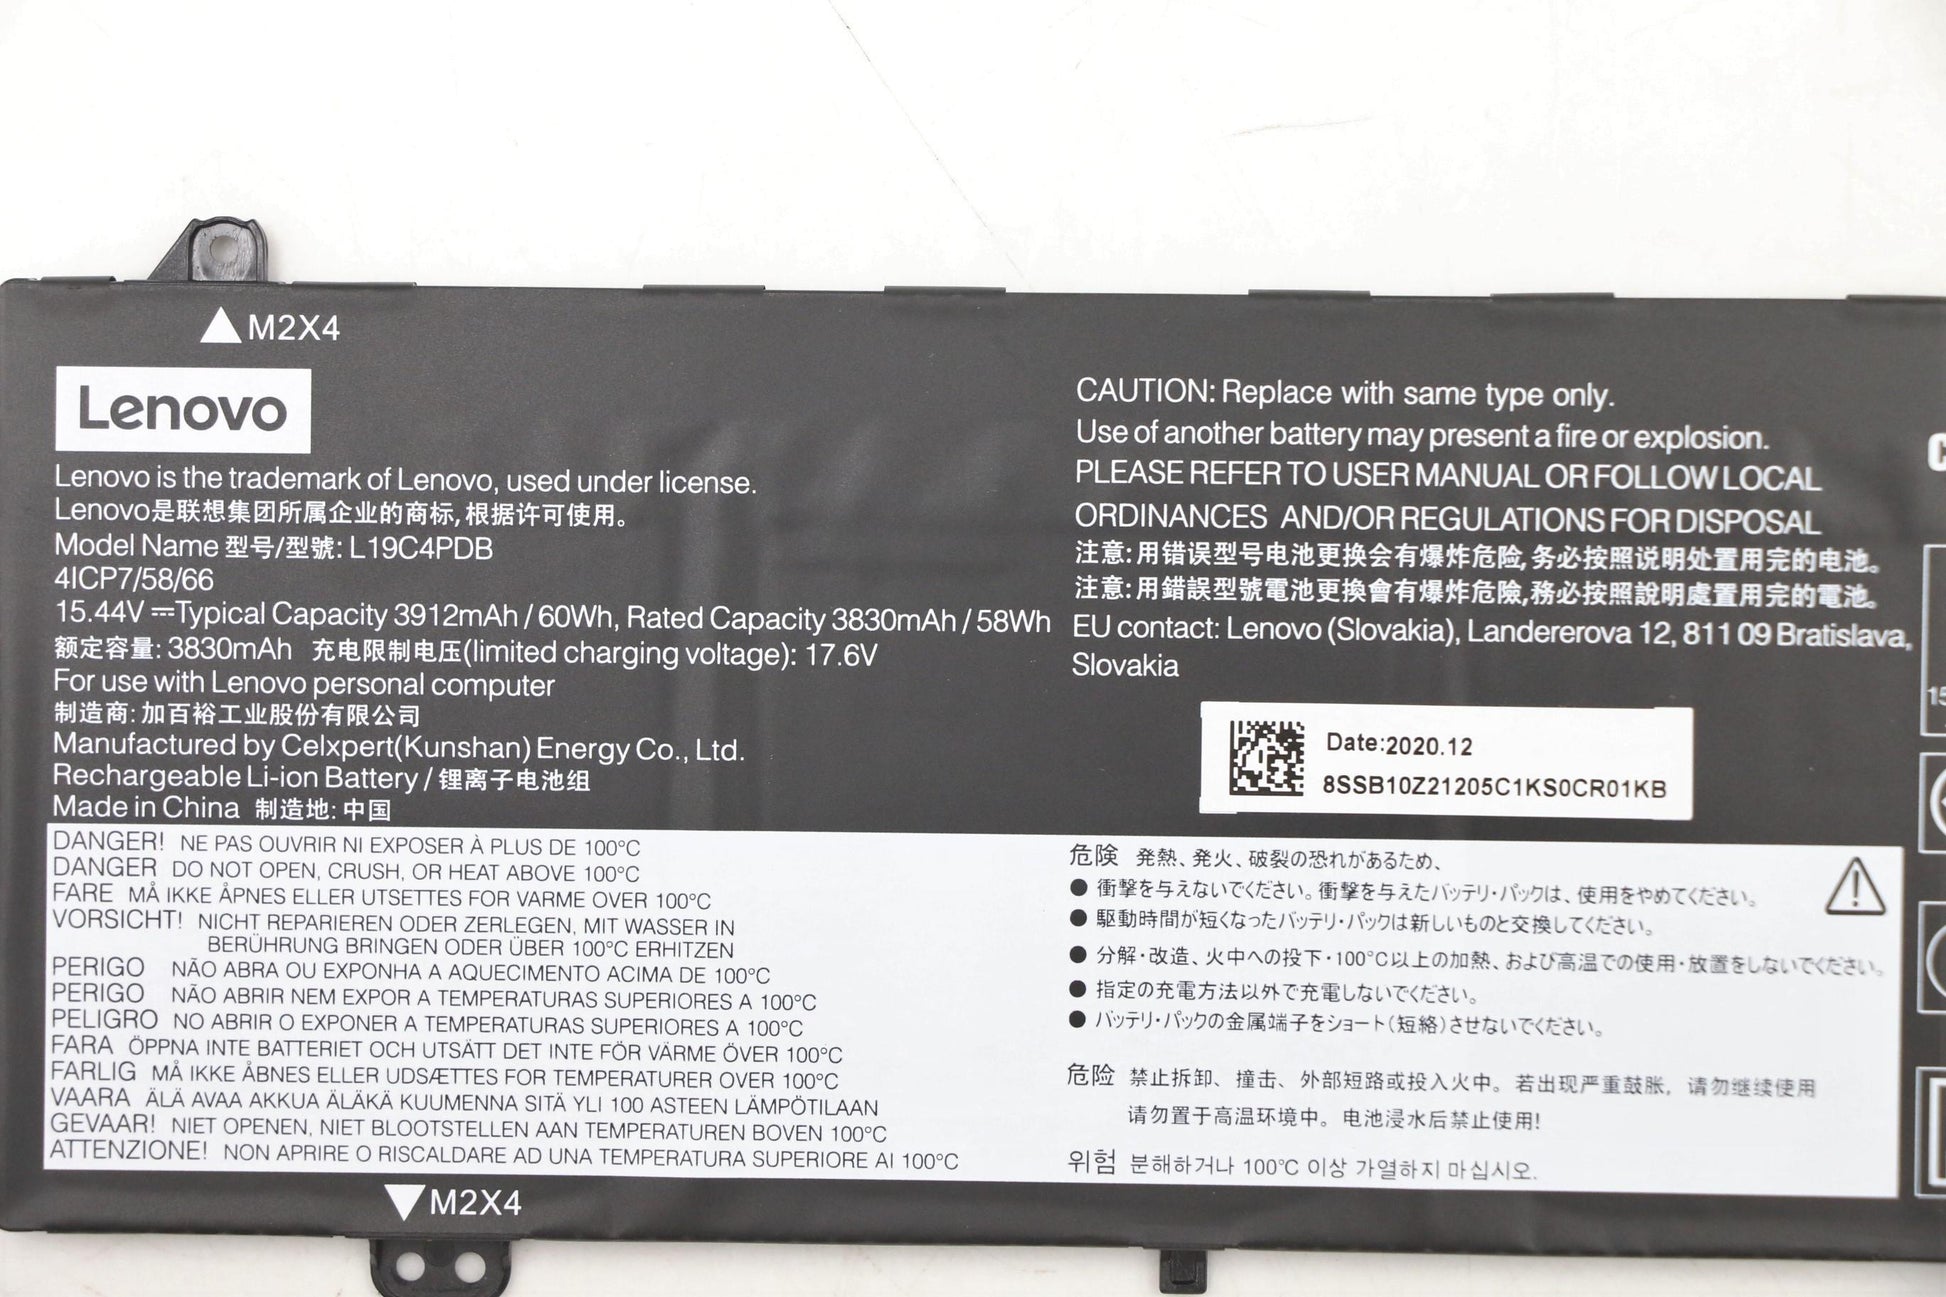 M2X4
Lenovo
Lenovo is the trademark of Lenovo, used under license.
Lenovo是联想集团所属企业的商标,根据许可使用。
Model Name 型号/型號: L19C4PDB
4ICP7/58/66
15.44V ⎓Typical Capacity 3912mAh / 60Wh, Rated Capacity 3830mAh / 58Wh
额定容量: 3830mAh 充电限制电压(limited charging voltage): 17.6V
For use with Lenovo personal computer
制造商: 加百裕工业股份有限公司
Manufactured by Celxpert(Kunshan) Energy Co., Ltd.
Rechargeable Li-ion Battery / 锂离子电池组
Made in China 制造地: 中国
CAUTION: Replace with same type only.
Use of another battery may present a fire or explosion.
PLEASE REFER TO USER MANUAL OR FOLLOW LOCAL
ORDINANCES AND/OR REGULATIONS FOR DISPOSAL
注意: 用错误型号电池更换会有爆炸危险, 务必按照说明处置用完的电池。
注意: 用錯誤型號電池更換會有爆炸危險,務必按照說明處置用完的電池。
EU contact: Lenovo (Slovakia), Landererova 12, 811 09 Bratislava,
Slovakia
Date:2020.12
8SSB10Z21205C1KS0CR01KB
DANGER! NE PAS OUVRIR NI EXPOSER À PLUS DE 100°C
DANGER DO NOT OPEN, CRUSH, OR HEAT ABOVE 100°C
FARE MÅ IKKE ÅPNES ELLER UTSETTES FOR VARME OVER 100°C
VORSICHT! NICHT REPARIEREN ODER ZERLEGEN, MIT WASSER IN
BERÜHRUNG BRINGEN ODER ÜBER 100°C ERHITZEN
PERIGO NÃO ABRA OU EXPONHA A AQUECIMENTO ACIMA DE 100°C
PERIGO NÃO ABRIR NEM EXPOR A TEMPERATURAS SUPERIORES A 100°C
PELIGRO NO ABRIR O EXPONER A TEMPERATURAS SUPERIORES A 100°C
FARA ÖPPNA INTE BATTERIET OCH UTSÄTT DET INTE FÖR VÄRME ÖVER 100°C
FARLIG MÅ IKKE ÅBNES ELLER UDSÆTTES FOR TEMPERATURER OVER 100°C
VAARA ÄLÄ AVAA AKKUA ÄLÄKÄ KUUMENNA SITÄ YLI 100 ASTEEN LÄMPÖTILAAN
GEVAAR! NIET OPENEN, NIET BLOOTSTELLEN AAN TEMPERATUREN BOVEN 100°C
ATTENZIONE! NON APRIRE O RISCALDARE AD UNA TEMPERATURA SUPERIORE AI 100°C
危険 発熱、発火、破裂の恐れがあるため、
● 衝撃を与えないでください。衝撃を与えたバッテリ・パックは、使用をやめてください。
● 駆動時間が短くなったバッテリ・パックは新しいものと交換してください。
● 分解・改造、火中への投下・100°C以上の加熱、および高温での使用・放置をしないでください。
● 指定の充電方法以外で充電しないでください。
● バッテリ・パックの金属端子をショート(短絡)させないでください。
危险 禁止拆卸、撞击、外部短路或投入火中。若出现严重鼓胀,请勿继续使用
请勿置于高温环境中。电池浸水后禁止使用!
위험 분해하거나 100°C 이상 가열하지 마십시오.
M2X4